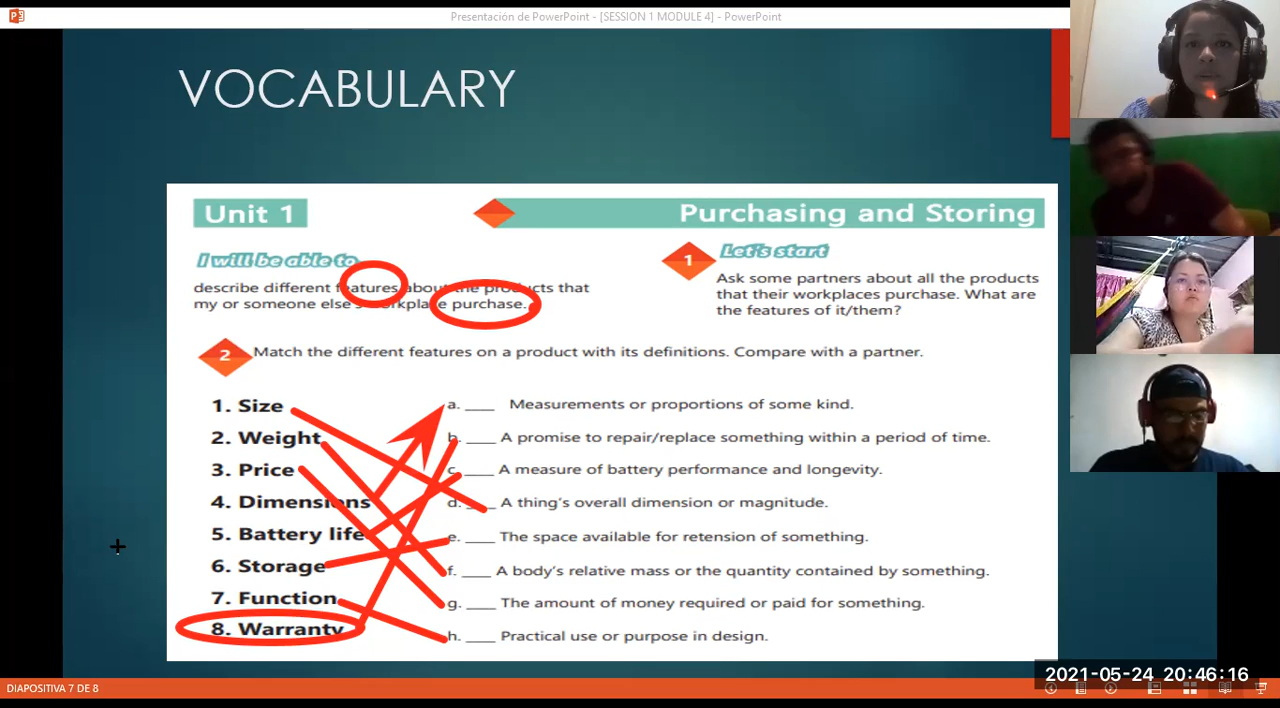 Presentación de PowerPoint - [SESSION 1 MODULE 4] - PowerPoint
VOCABULARY
Unit 1
Purchasing and Storing
I will be able to
describe different features about the products that
my or someone else's workplace purchase.
1
Let's start
Ask some partners about all the products
that their workplaces purchase. What are
the features of it/them?
2
Match the different features on a product with its definitions. Compare with a partner.
1. Size
2. Weight
3. Price
4. Dimensions
5. Battery life
6. Storage
7. Function
8. Warranty
a. ____ Measurements or proportions of some kind.
b. ____ A promise to repair/replace something within a period of time.
c. ____ A measure of battery performance and longevity.
d. ____ A thing's overall dimension or magnitude.
e. ____ The space available for retention of something.
f. ____ A body's relative mass or the quantity contained by something.
g. ____ The amount of money required or paid for something.
h. ____ Practical use or purpose in design.
2021-05-24 20:46:16
DIAPOSITIVA 7 DE 8